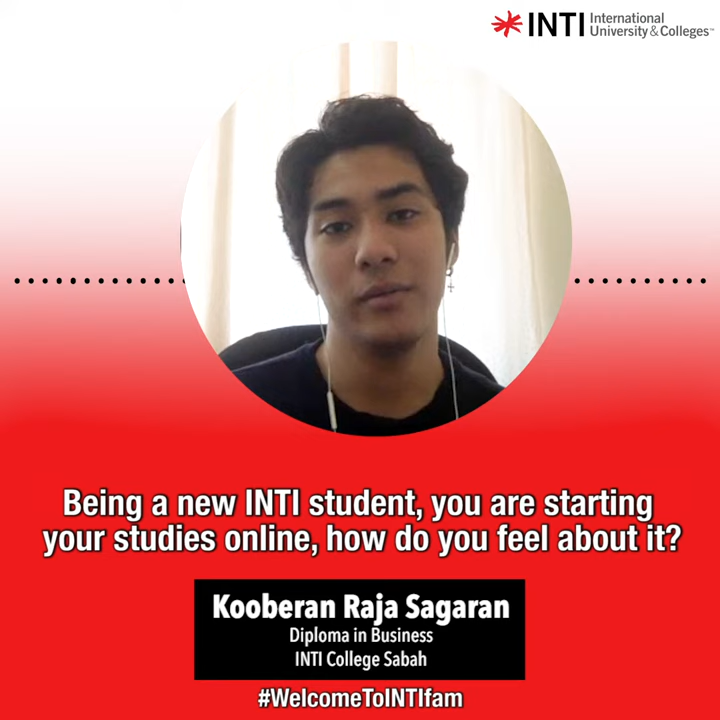 INTI International
University & Colleges™
Being a new INTI student, you are starting
your studies online, how do you feel about it?
Kooberan Raja Sagaran
Diploma in Business
INTI College Sabah
#WelcomeToINTIfam